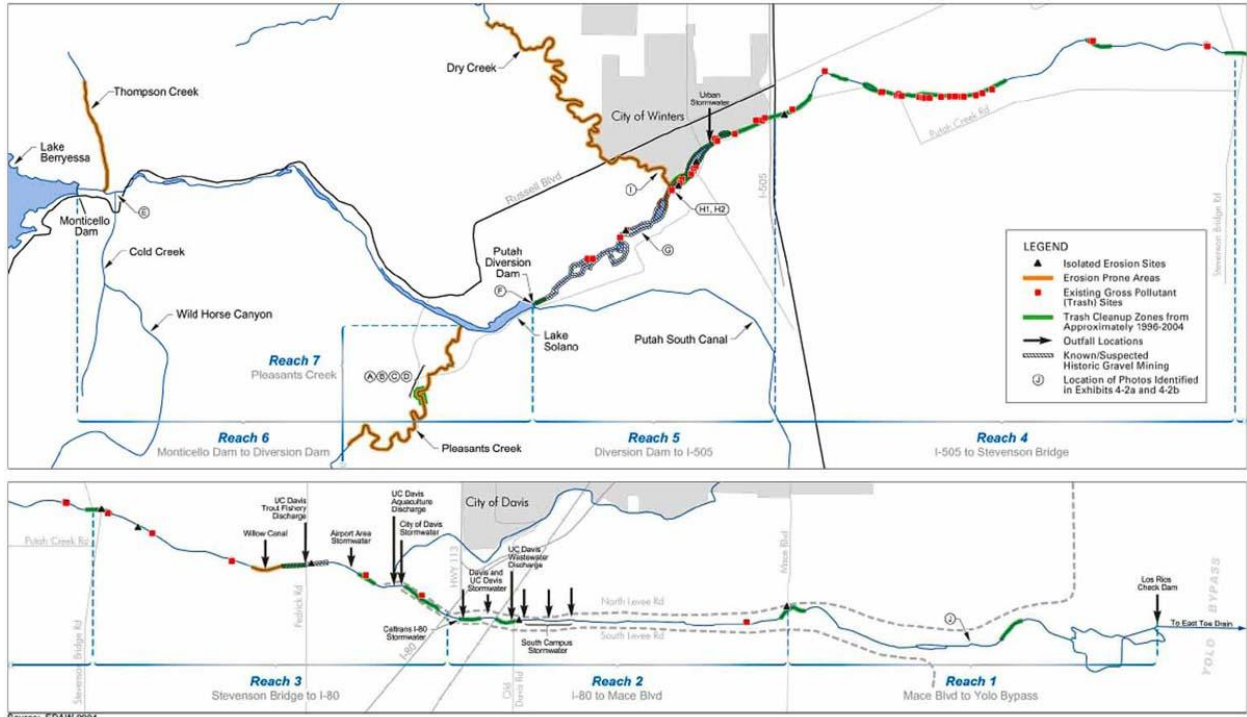 Thompson Creek
Dry Creek
Urban
Stormwater
City of Winters
Putah Creek Rd
Lake
Berryessa
Russell Blvd
I-505
Stevenson Bridge Rd
Monticello
Dam
E
I
H1, H2
G
Cold Creek
Putah
Diversion
Dam
F
Wild Horse Canyon
Lake
Solano
Putah South Canal
LEGEND
Isolated Erosion Sites
Erosion Prone Areas
Existing Gross Pollutant
(Trash) Sites
Trash Cleanup Zones from
Approximately 1996-2004
Outfall Locations
Known/Suspected
Historic Gravel Mining
J
Location of Photos Identified
in Exhibits 4-2a and 4-2b
Reach 7
Pleasants Creek
A B C D
Pleasants Creek
Reach 6
Monticello Dam to Diversion Dam
Reach 5
Diversion Dam to I-505
Reach 4
I-505 to Stevenson Bridge
UC Davis
Trout Fishery
Discharge
UC Davis
Aquaculture
Discharge
City of Davis
Stormwater
City of Davis
Willow Canal
Airport Area
Stormwater
Putah Creek Rd
Pedrick Rd
HWY 113
Davis and
UC Davis
Stormwater
UC Davis
Wastewater
Discharge
Mace Blvd
North Levee Rd
South Levee Rd
Caltrans I-80
Stormwater
I-80
South Campus
Stormwater
Old
Davis Rd
J
Los Rios
Check Dam
To East Toe Drain
YOLO BYPASS
Stevenson Bridge Rd
Reach 3
Stevenson Bridge to I-80
Reach 2
I-80 to Mace Blvd
Reach 1
Mace Blvd to Yolo Bypass